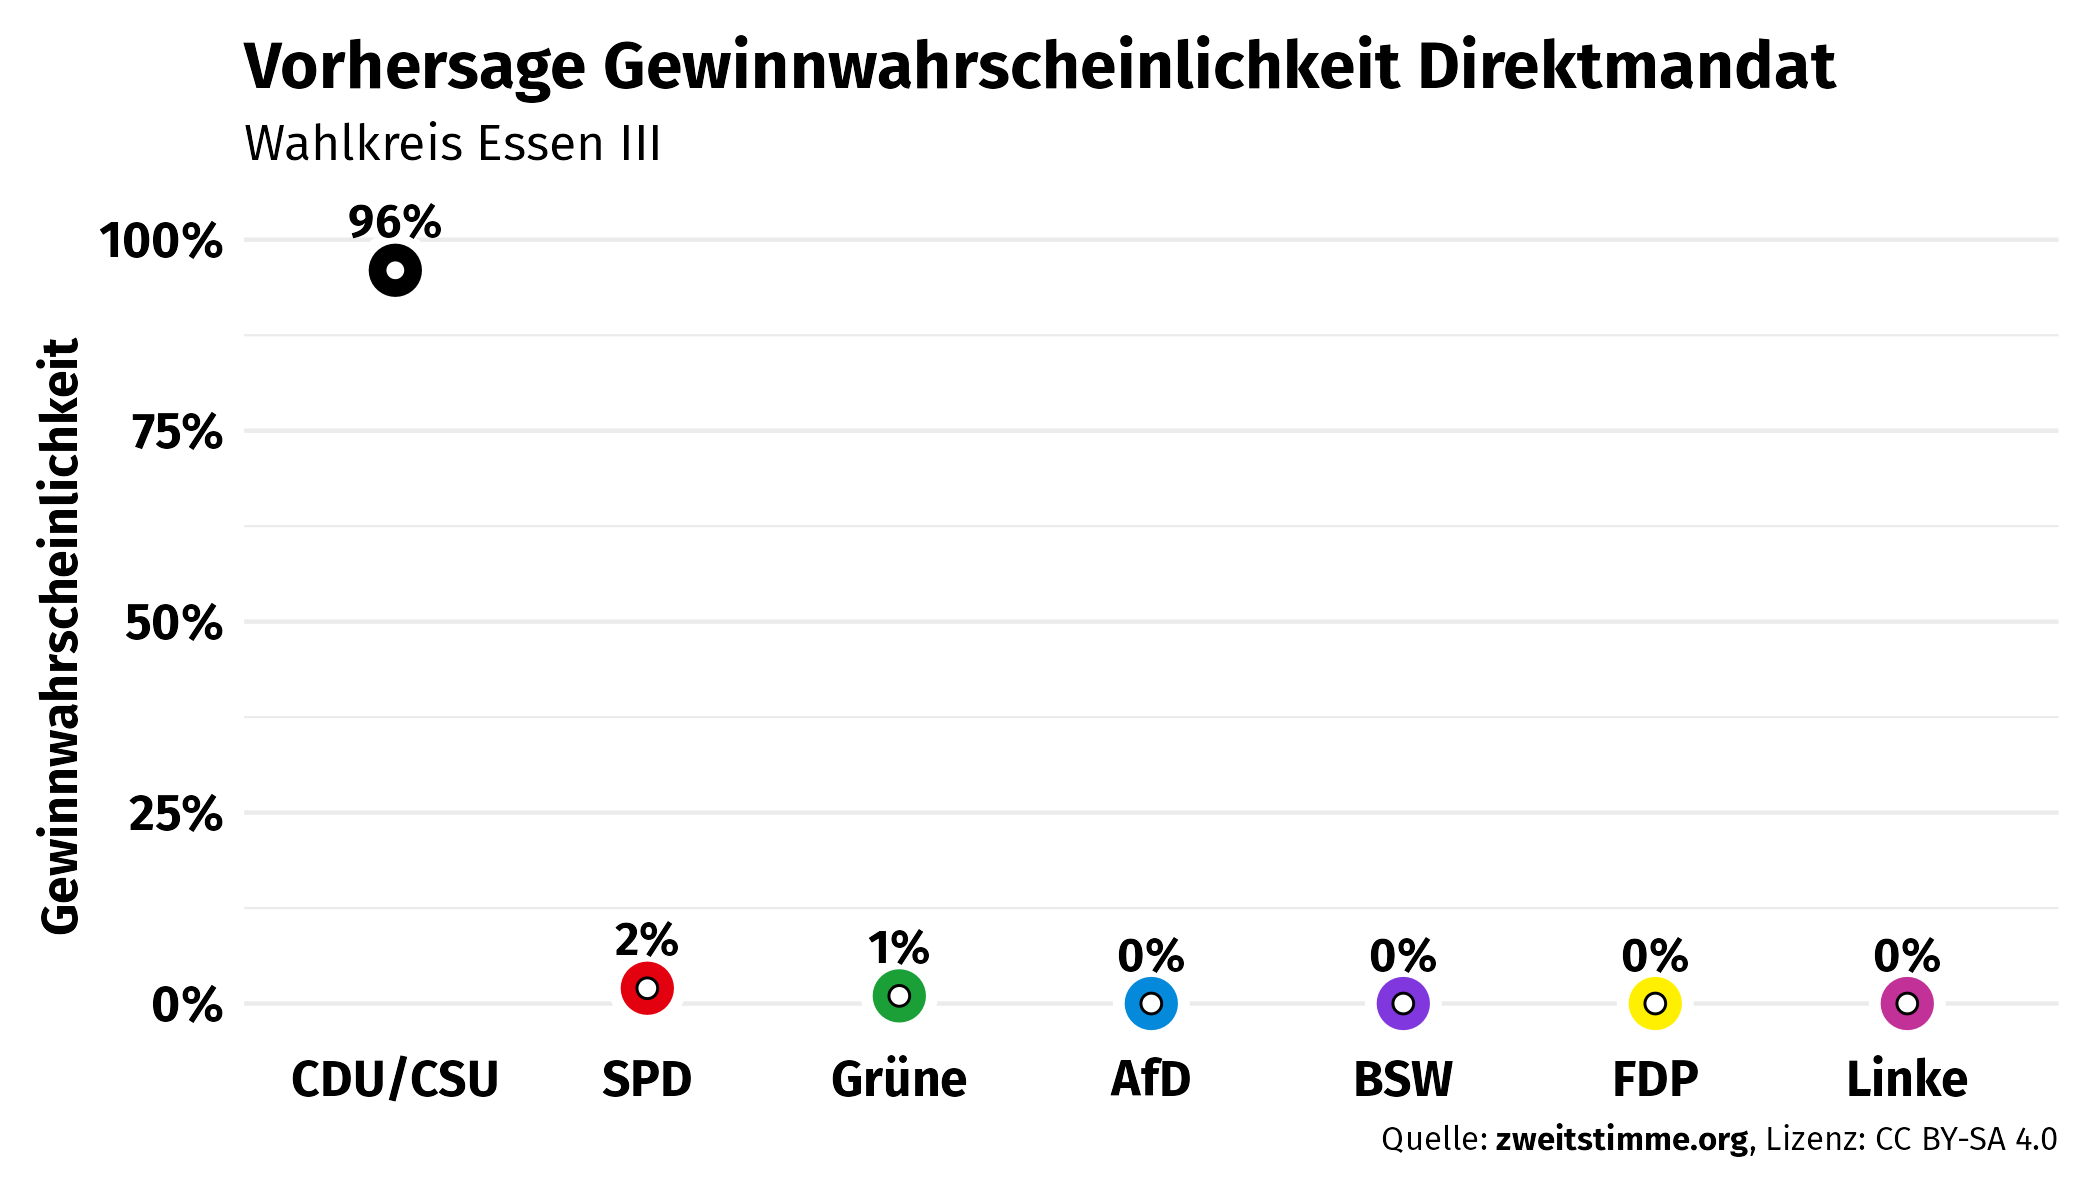 Vorhersage Gewinnwahrscheinlichkeit Direktmandat
Wahlkreis Essen III
Gewinnwahrscheinlichkeit
100%
75%
50%
25%
0%
96%
2%
1%
0%
0%
0%
0%
CDU/CSU
SPD
Grüne
AfD
BSW
FDP
Linke
Quelle: zweitstimme.org, Lizenz: CC BY-SA 4.0